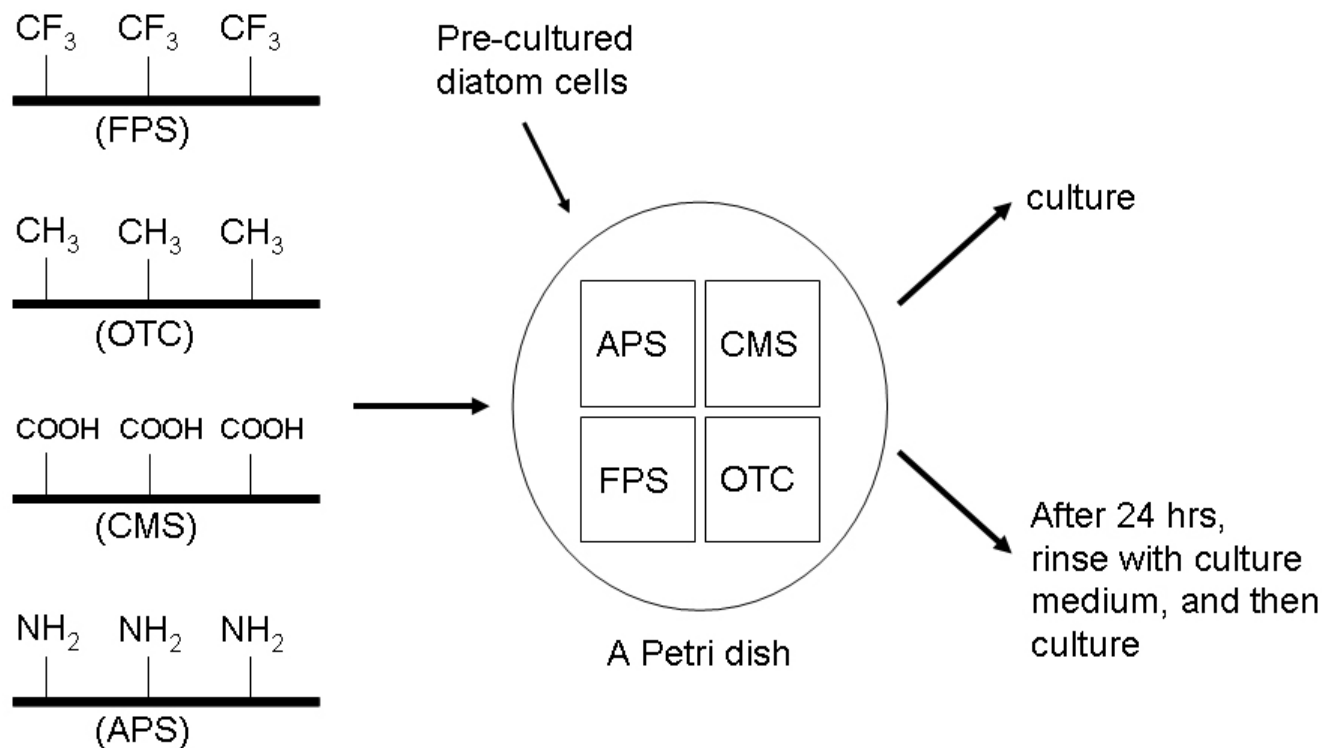 CF₃ CF₃ CF₃
(FPS)
CH₃ CH₃ CH₃
(OTC)
COOH COOH COOH
(CMS)
NH₂ NH₂ NH₂
(APS)
Pre-cultured
diatom cells
APS CMS
FPS OTC
A Petri dish
culture
After 24 hrs,
rinse with culture
medium, and then
culture